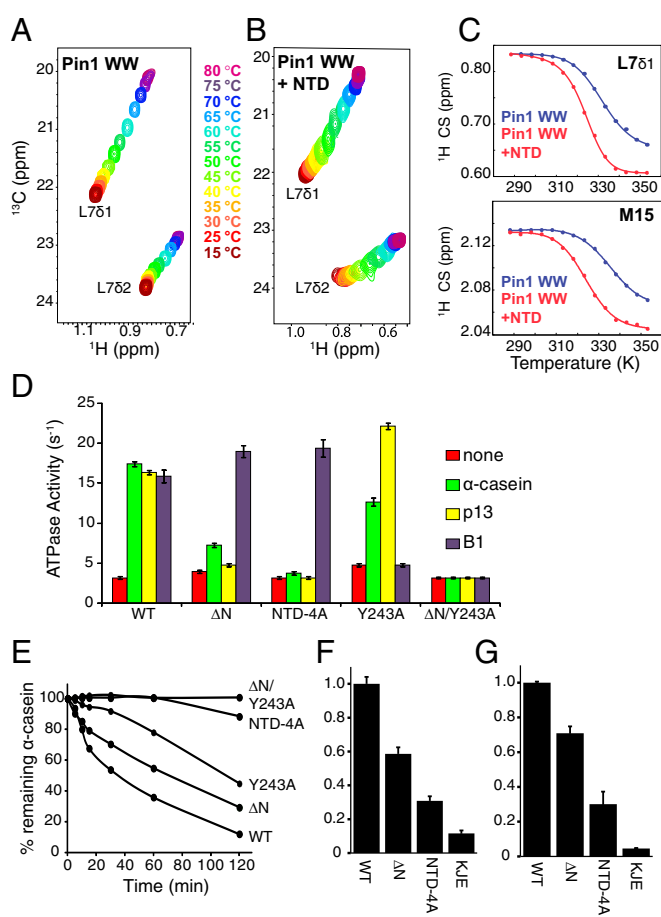 A
Pin1 WW
20
21
22
23
24
¹³C (ppm)
L7δ1
L7δ2
1.1
0.9
0.7
¹H (ppm)
80 °C
75 °C
70 °C
65 °C
60 °C
55 °C
50 °C
45 °C
40 °C
35 °C
30 °C
25 °C
15 °C
B
Pin1 WW
+ NTD
20
21
22
23
24
L7δ1
L7δ2
1.0
0.8
0.6
¹H (ppm)
C
L7δ1
0.80
0.70
0.60
¹H CS (ppm)
Pin1 WW
Pin1 WW
+NTD
290
310
330
350
M15
2.12
2.08
2.04
¹H CS (ppm)
Pin1 WW
Pin1 WW
+NTD
290
310
330
350
Temperature (K)
D
25
20
15
10
5
0
ATPase Activity (s⁻¹)
none
α-casein
p13
B1
WT
ΔN
NTD-4A
Y243A
ΔN/Y243A
E
100
80
60
40
20
0
% remaining α-casein
ΔN/
Y243A
NTD-4A
Y243A
ΔN
WT
0
20
40
60
80
100
120
Time (min)
F
1.0
0.8
0.6
0.4
0.2
0
WT
ΔN
NTD-4A
KJE
G
1.0
0.8
0.6
0.4
0.2
0
WT
ΔN
NTD-4A
KJE